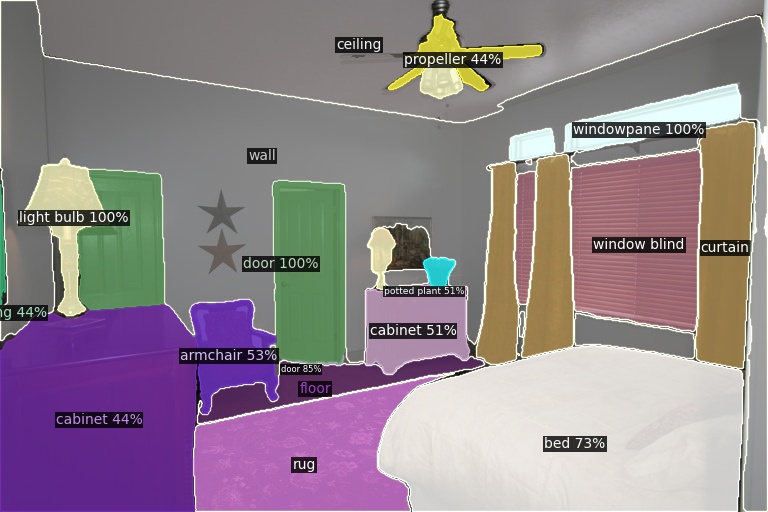 ceiling
propeller 44%
windowpane 100%
wall
light bulb 100%
window blind
curtain
door 100%
potted plant 51%
ng 44%
cabinet 51%
armchair 53%
door 85%
floor
cabinet 44%
bed 73%
rug